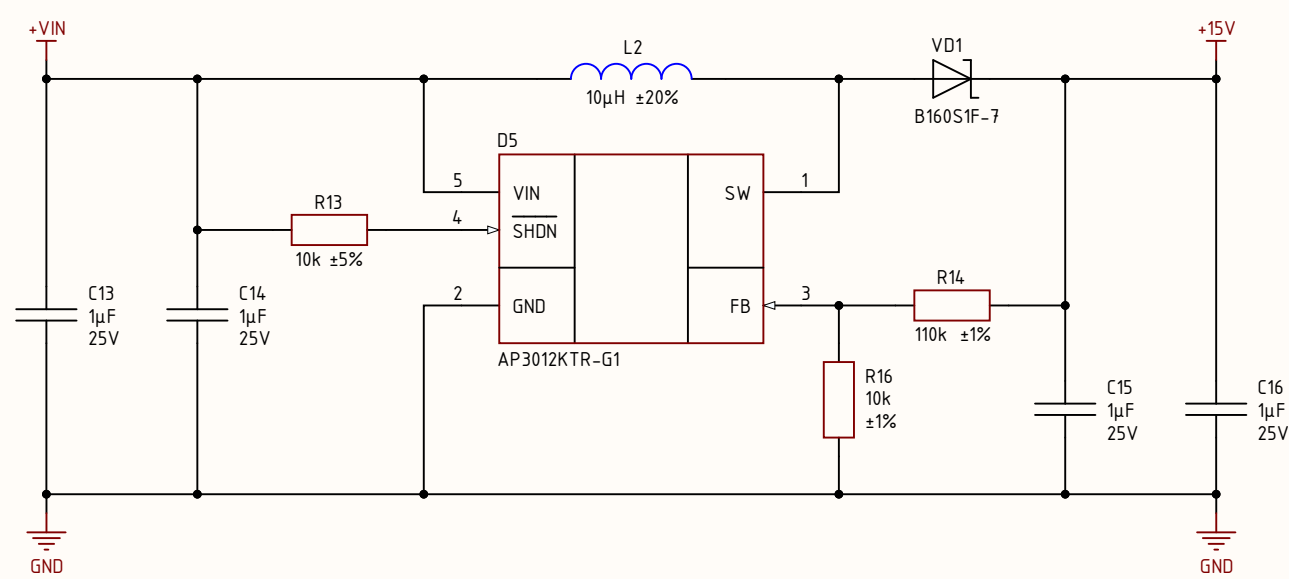 +VIN
+15V
L2
10µH ±20%
VD1
B160S1F-7
D5
5
VIN
SW
1
R13
10k ±5%
4
SHDN
2
GND
FB
3
R14
110k ±1%
AP3012KTR-G1
C13
1µF
25V
C14
1µF
25V
R16
10k
±1%
C15
1µF
25V
C16
1µF
25V
GND
GND